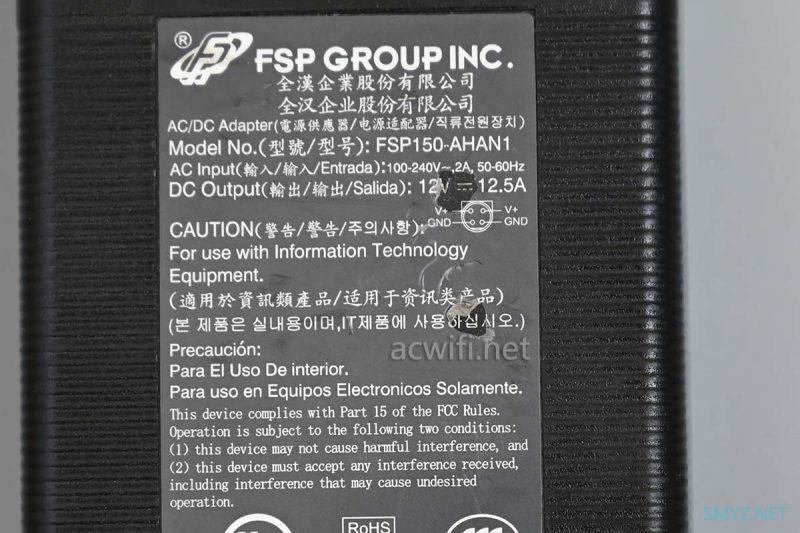 ® FSP GROUP INC.
全漢企業股份有限公司
全汉企业股份有限公司
AC/DC Adapter(電源供應器/电源适配器/직류전원장치)
Model No.(型號/型号): FSP150-AHAN1
AC Input(輸入/输入/Entrada):100-240V~,2A, 50-60Hz
DC Output(輸出/输出/Salida): 12V⎓12.5A
V+ V+
GND GND
CAUTION(警告/警告/주의사항):
For use with Information Technology
Equipment.
(適用於資訊類產品/适用于资讯类产品)
(본 제품은 실내용이며,IT제품에 사용하십시오.)
acwifi.net
Precaución:
Para El Uso De interior.
Para uso en Equipos Electronicos Solamente.
This device complies with Part 15 of the FCC Rules.
Operation is subject to the following two conditions:
(1) this device may not cause harmful interference, and
(2) this device must accept any interference received,
including interference that may cause undesired
operation.
RoHS
SMYZ.NET